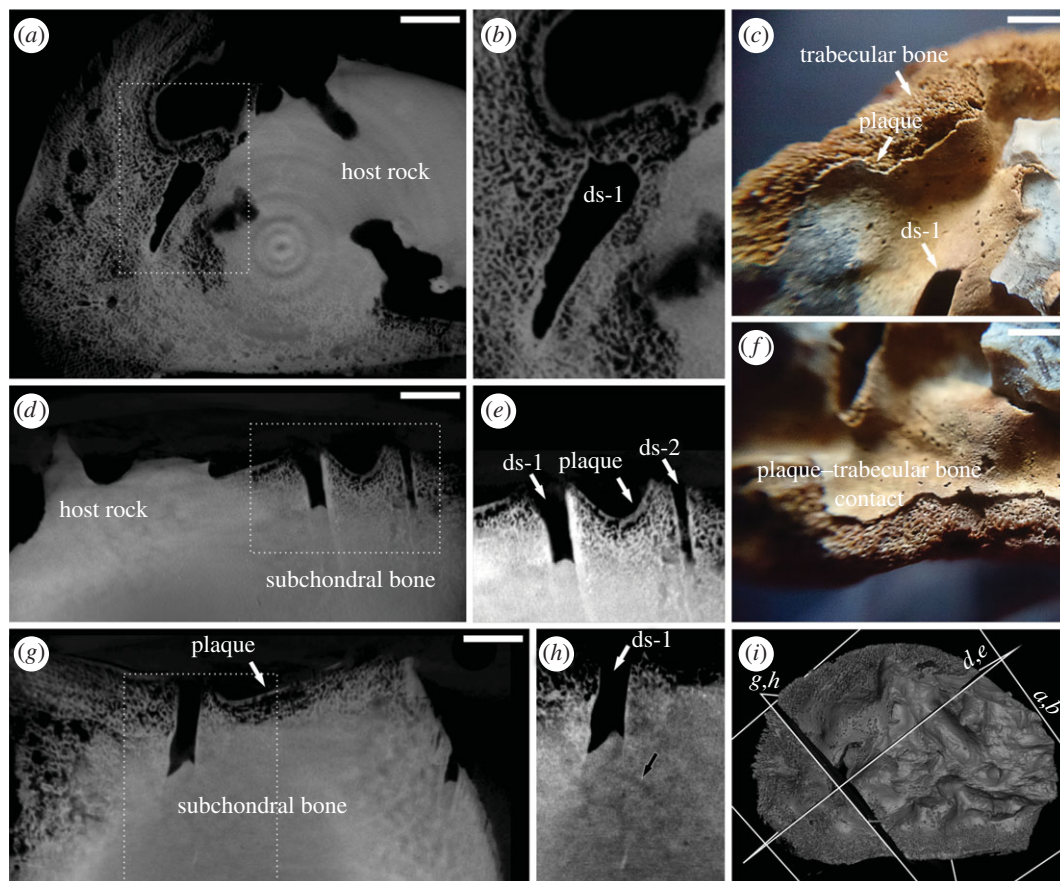 (a)
host rock
(b)
ds-1
(c)
trabecular bone
plaque
ds-1
(d)
host rock
subchondral bone
(e)
ds-1
plaque
ds-2
(f)
plaque–trabecular bone
contact
(g)
plaque
subchondral bone
(h)
ds-1
(i)
g,h
d,e
a,b